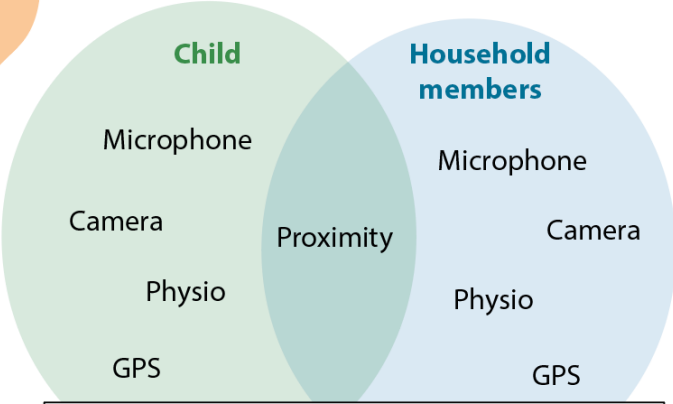 Child
Household
members
Microphone
Microphone
Camera
Camera
Proximity
Physio
Physio
GPS
GPS